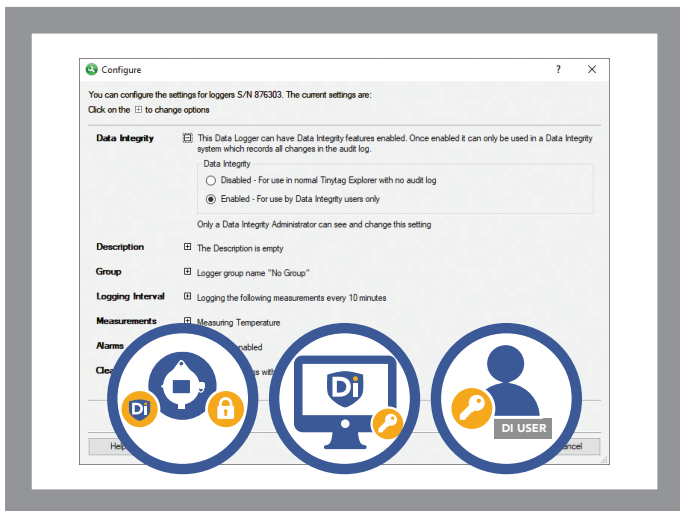 Configure
?
You can configure the settings for loggers S/N 876303. The current settings are:
Click on the ⊞ to change options
Data Integrity
This Data Logger can have Data Integrity features enabled. Once enabled it can only be used in a Data Integrity
system which records all changes in the audit log.
Data Integrity
Disabled - For use in normal Tinytag Explorer with no audit log
Enabled - For use by Data Integrity users only
Only a Data Integrity Administrator can see and change this setting
Description
The Description is empty
Group
Logger group name "No Group"
Logging Interval
Logging the following measurements every 10 minutes
Measurements
Measuring Temperature
Alarms
Di
Di
DI USER